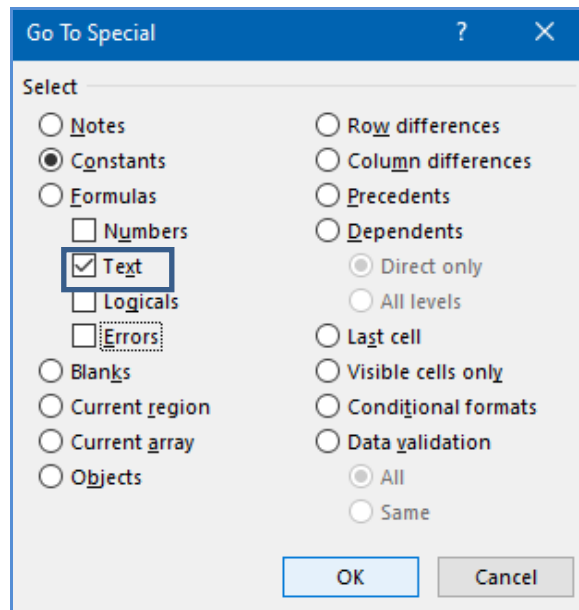 Go To Special ? ×
Select
Notes
Constants
Formulas
Numbers
Text
Logicals
Errors
Blanks
Current region
Current array
Objects
Row differences
Column differences
Precedents
Dependents
Direct only
All levels
Last cell
Visible cells only
Conditional formats
Data validation
All
Same
OK Cancel